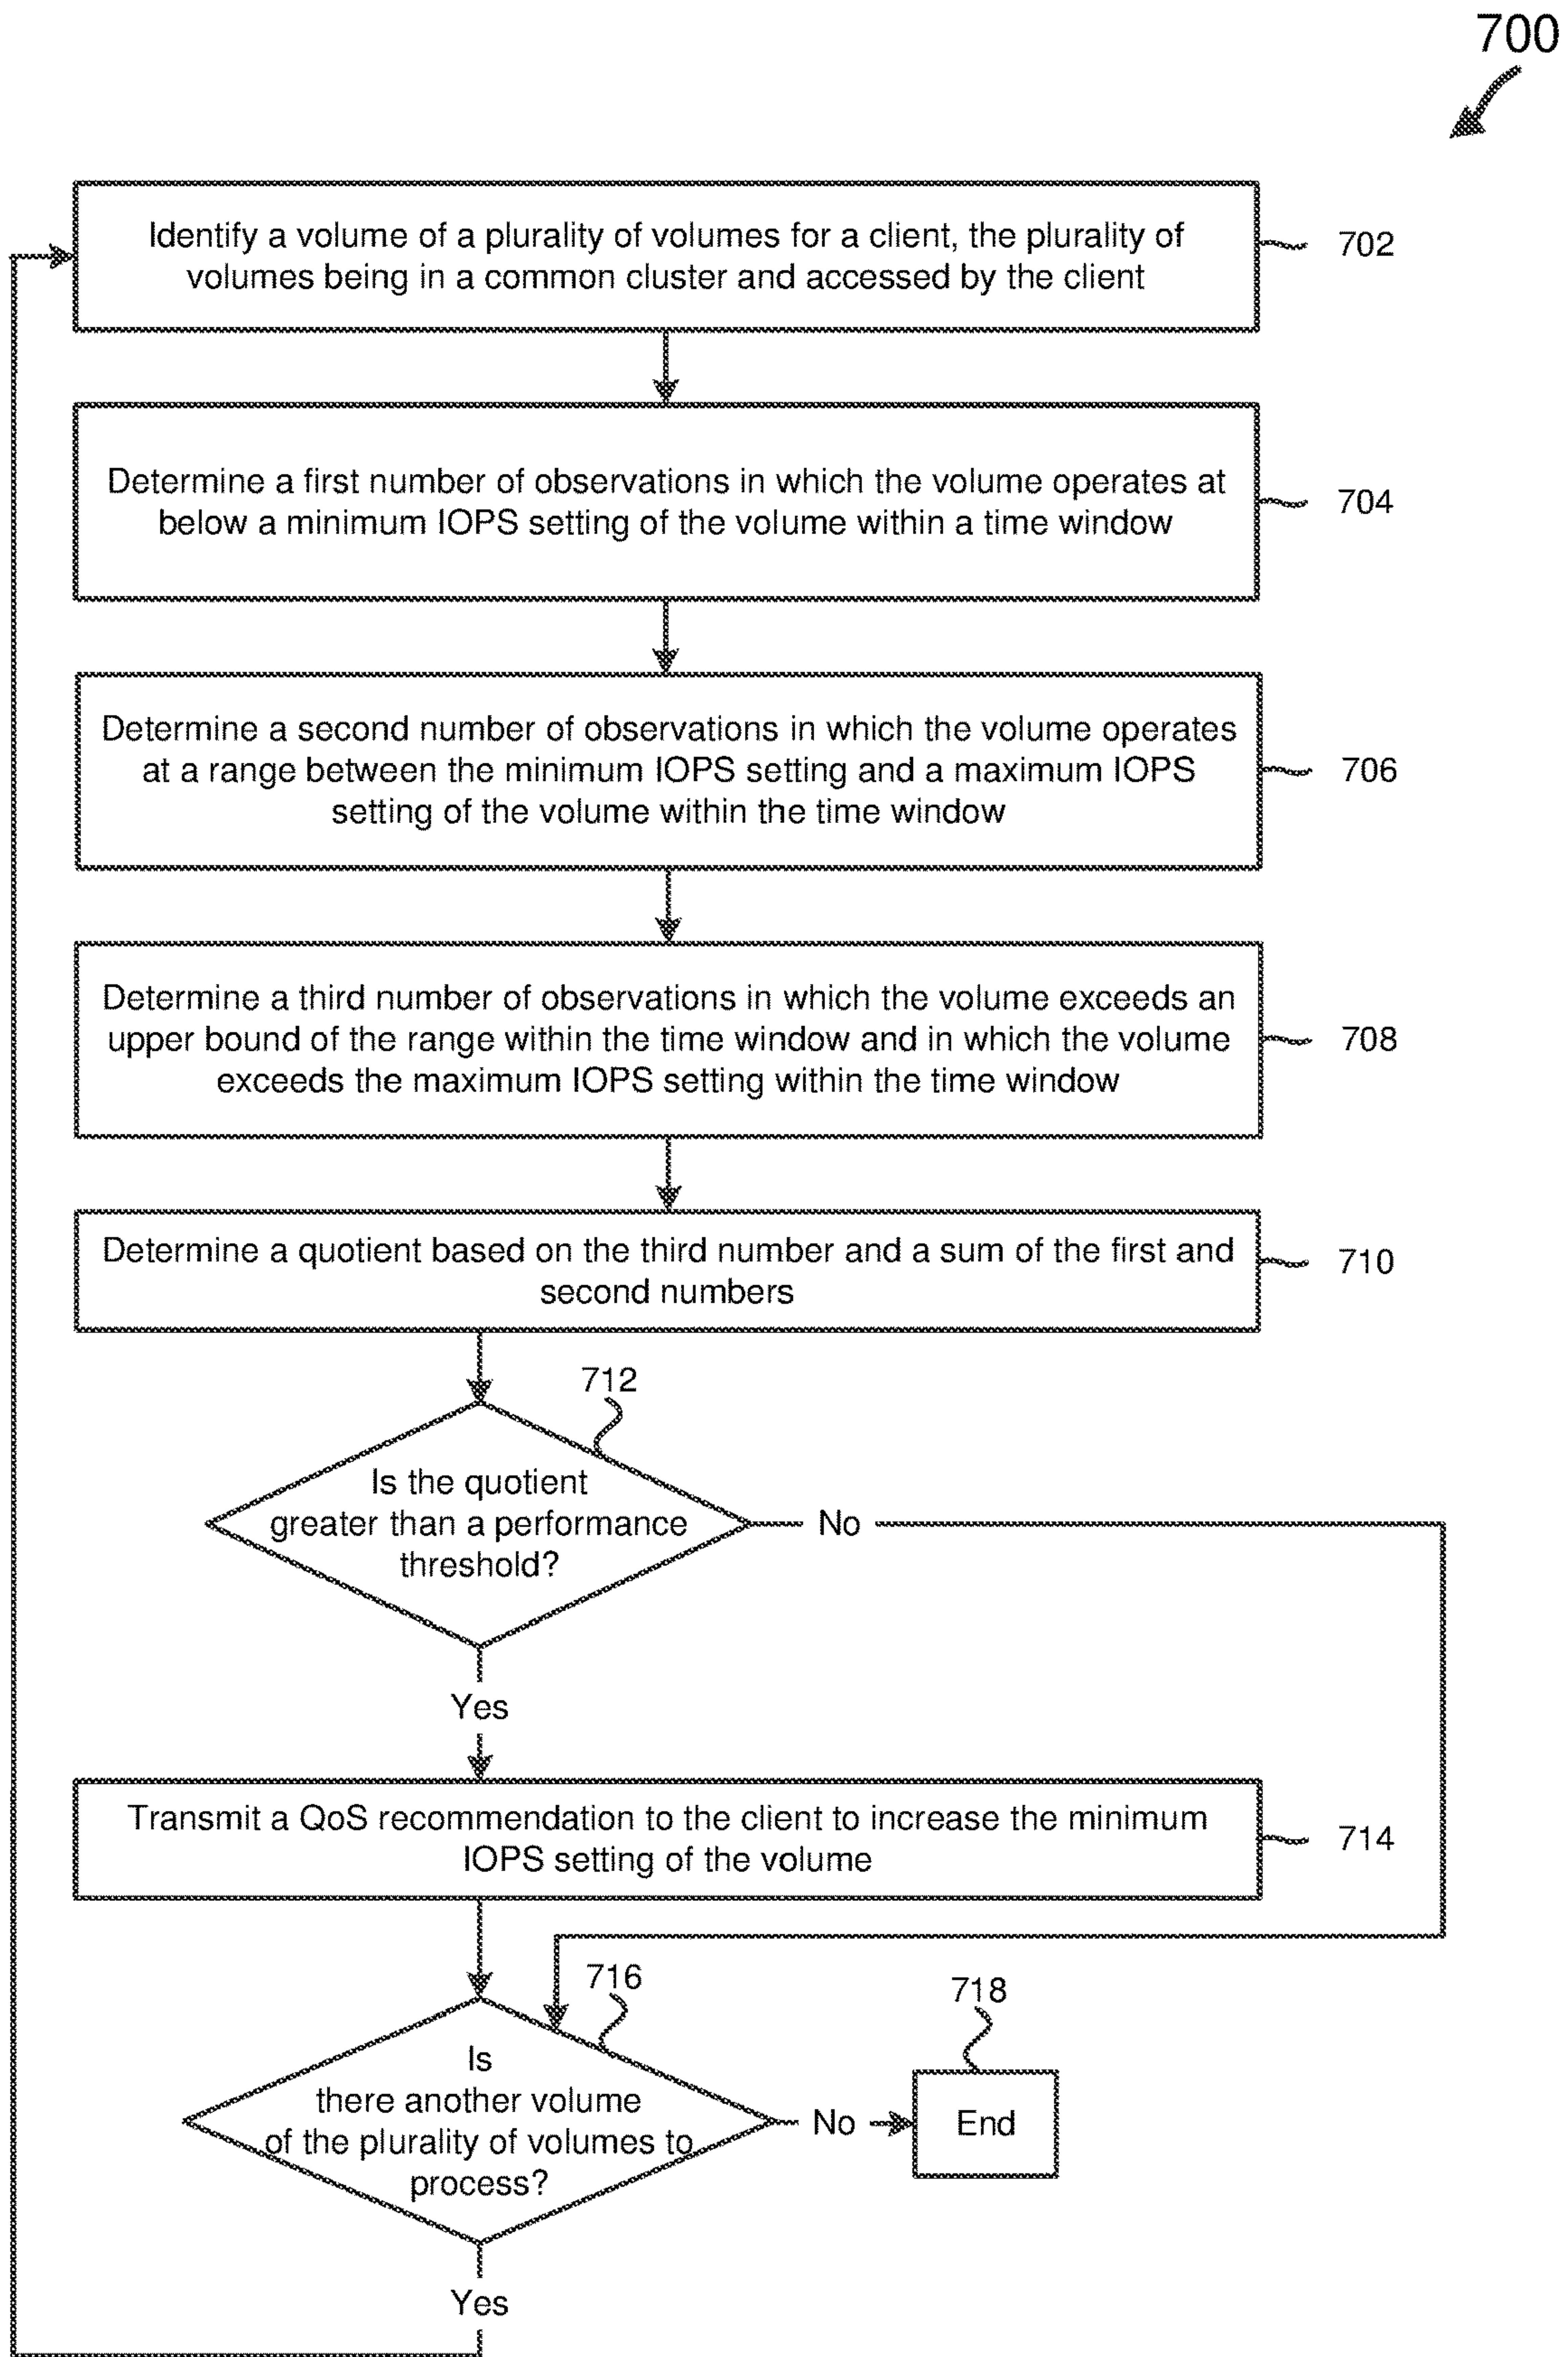 700
Identify a volume of a plurality of volumes for a client, the plurality of
volumes being in a common cluster and accessed by the client
702
Determine a first number of observations in which the volume operates at
below a minimum IOPS setting of the volume within a time window
704
Determine a second number of observations in which the volume operates
at a range between the minimum IOPS setting and a maximum IOPS
setting of the volume within the time window
706
Determine a third number of observations in which the volume exceeds an
upper bound of the range within the time window and in which the volume
exceeds the maximum IOPS setting within the time window
708
Determine a quotient based on the third number and a sum of the first and
second numbers
710
712
Is the quotient
greater than a performance
threshold?
No
Yes
Transmit a QoS recommendation to the client to increase the minimum
IOPS setting of the volume
714
716
718
Is
there another volume
of the plurality of volumes to
process?
No
End
Yes